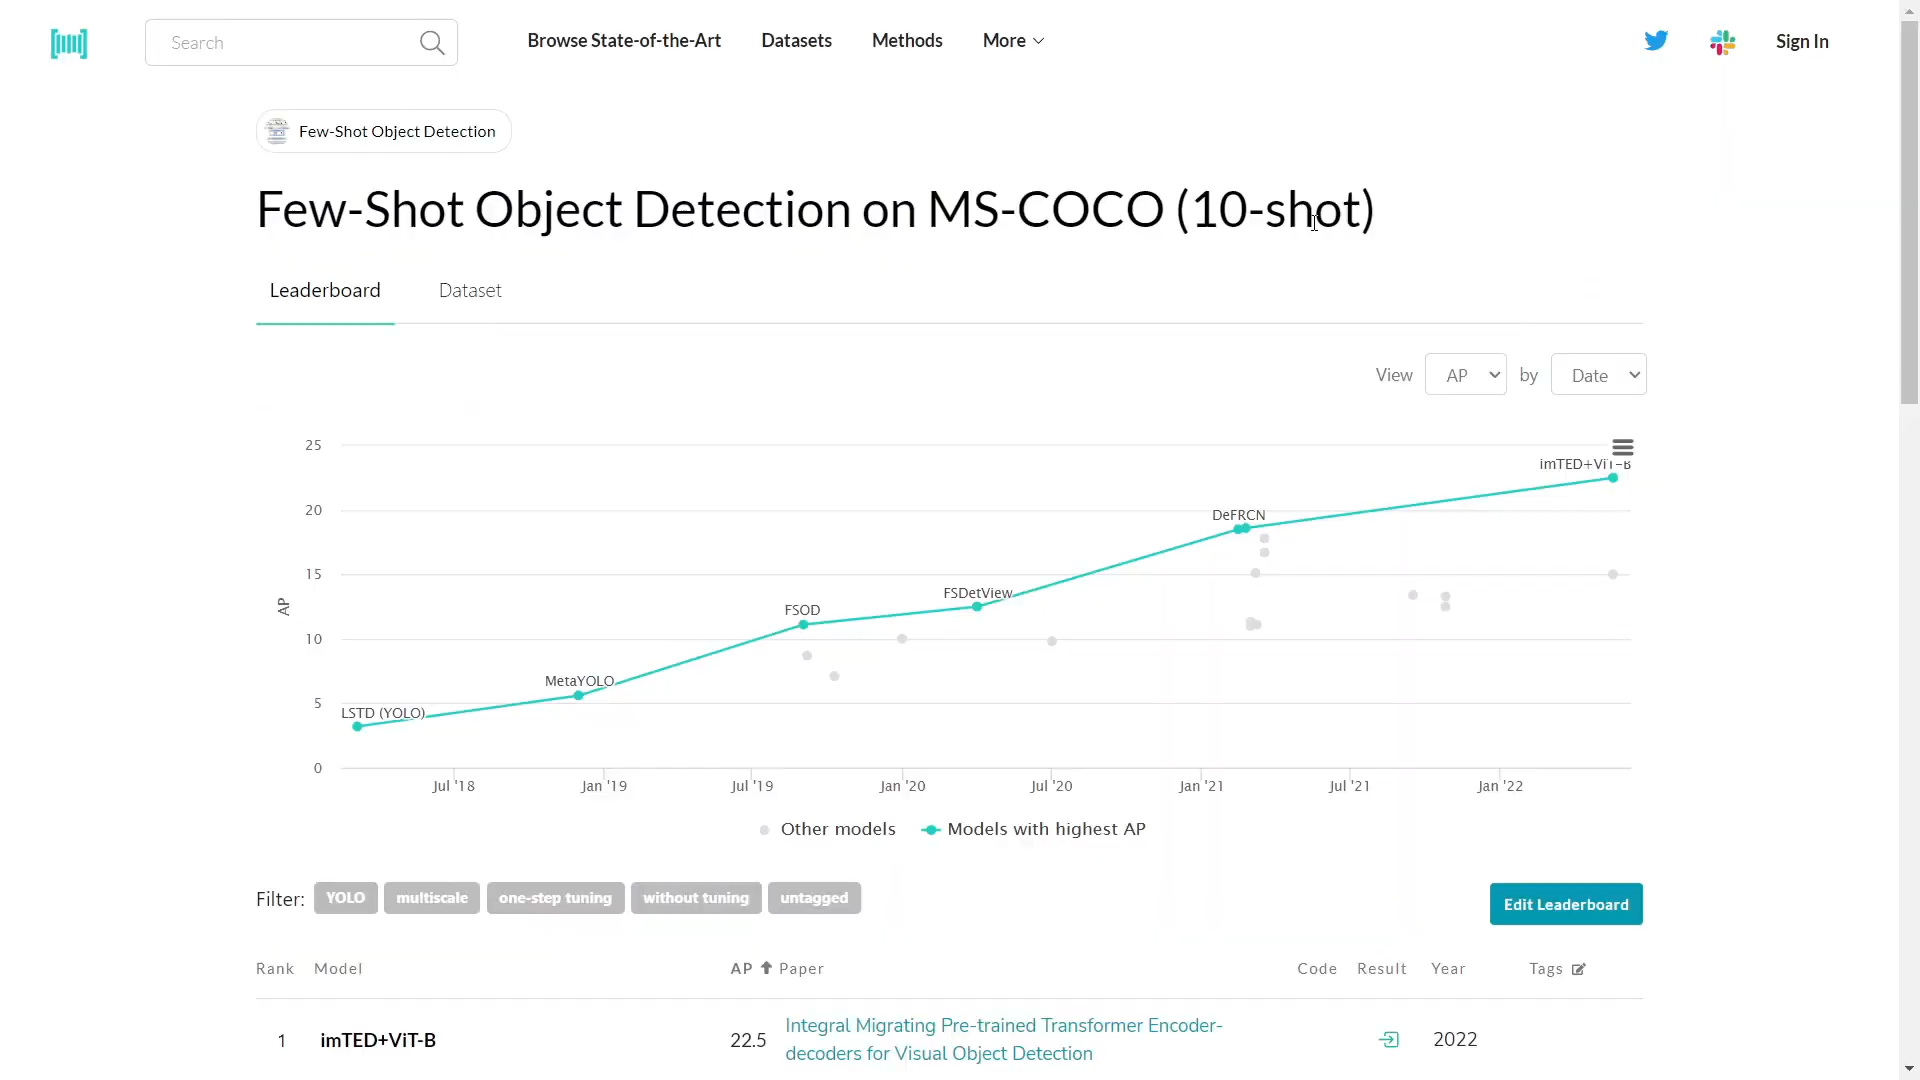 Search
Browse State-of-the-Art
Datasets
Methods
More
Sign In
Few-Shot Object Detection
Few-Shot Object Detection on MS-COCO (10-shot)
Leaderboard
Dataset
View
AP
by
Date
25
imTED+ViT-B
20
DeFRCN
15
FSDetView
AP
FSOD
10
MetaYOLO
5
LSTD (YOLO)
0
Jul '18
Jan '19
Jul '19
Jan '20
Jul '20
Jan '21
Jul '21
Jan '22
Other models
Models with highest AP
Filter:
YOLO
multiscale
one-step tuning
without tuning
untagged
Edit Leaderboard
Rank
Model
AP
Paper
Code
Result
Year
Tags
1
imTED+ViT-B
22.5
Integral Migrating Pre-trained Transformer Encoder-
decoders for Visual Object Detection
2022